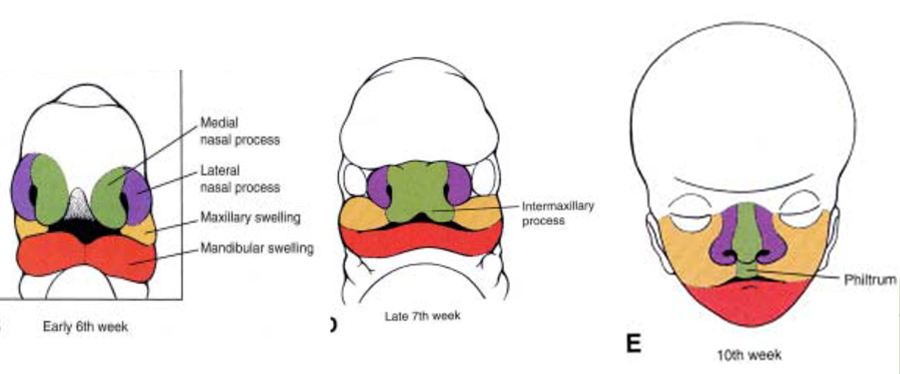 Medial
nasal process
Lateral
nasal process
Maxillary swelling
Mandibular swelling
Early 6th week
Intermaxillary
process
Late 7th week
Philtrum
E
10th week